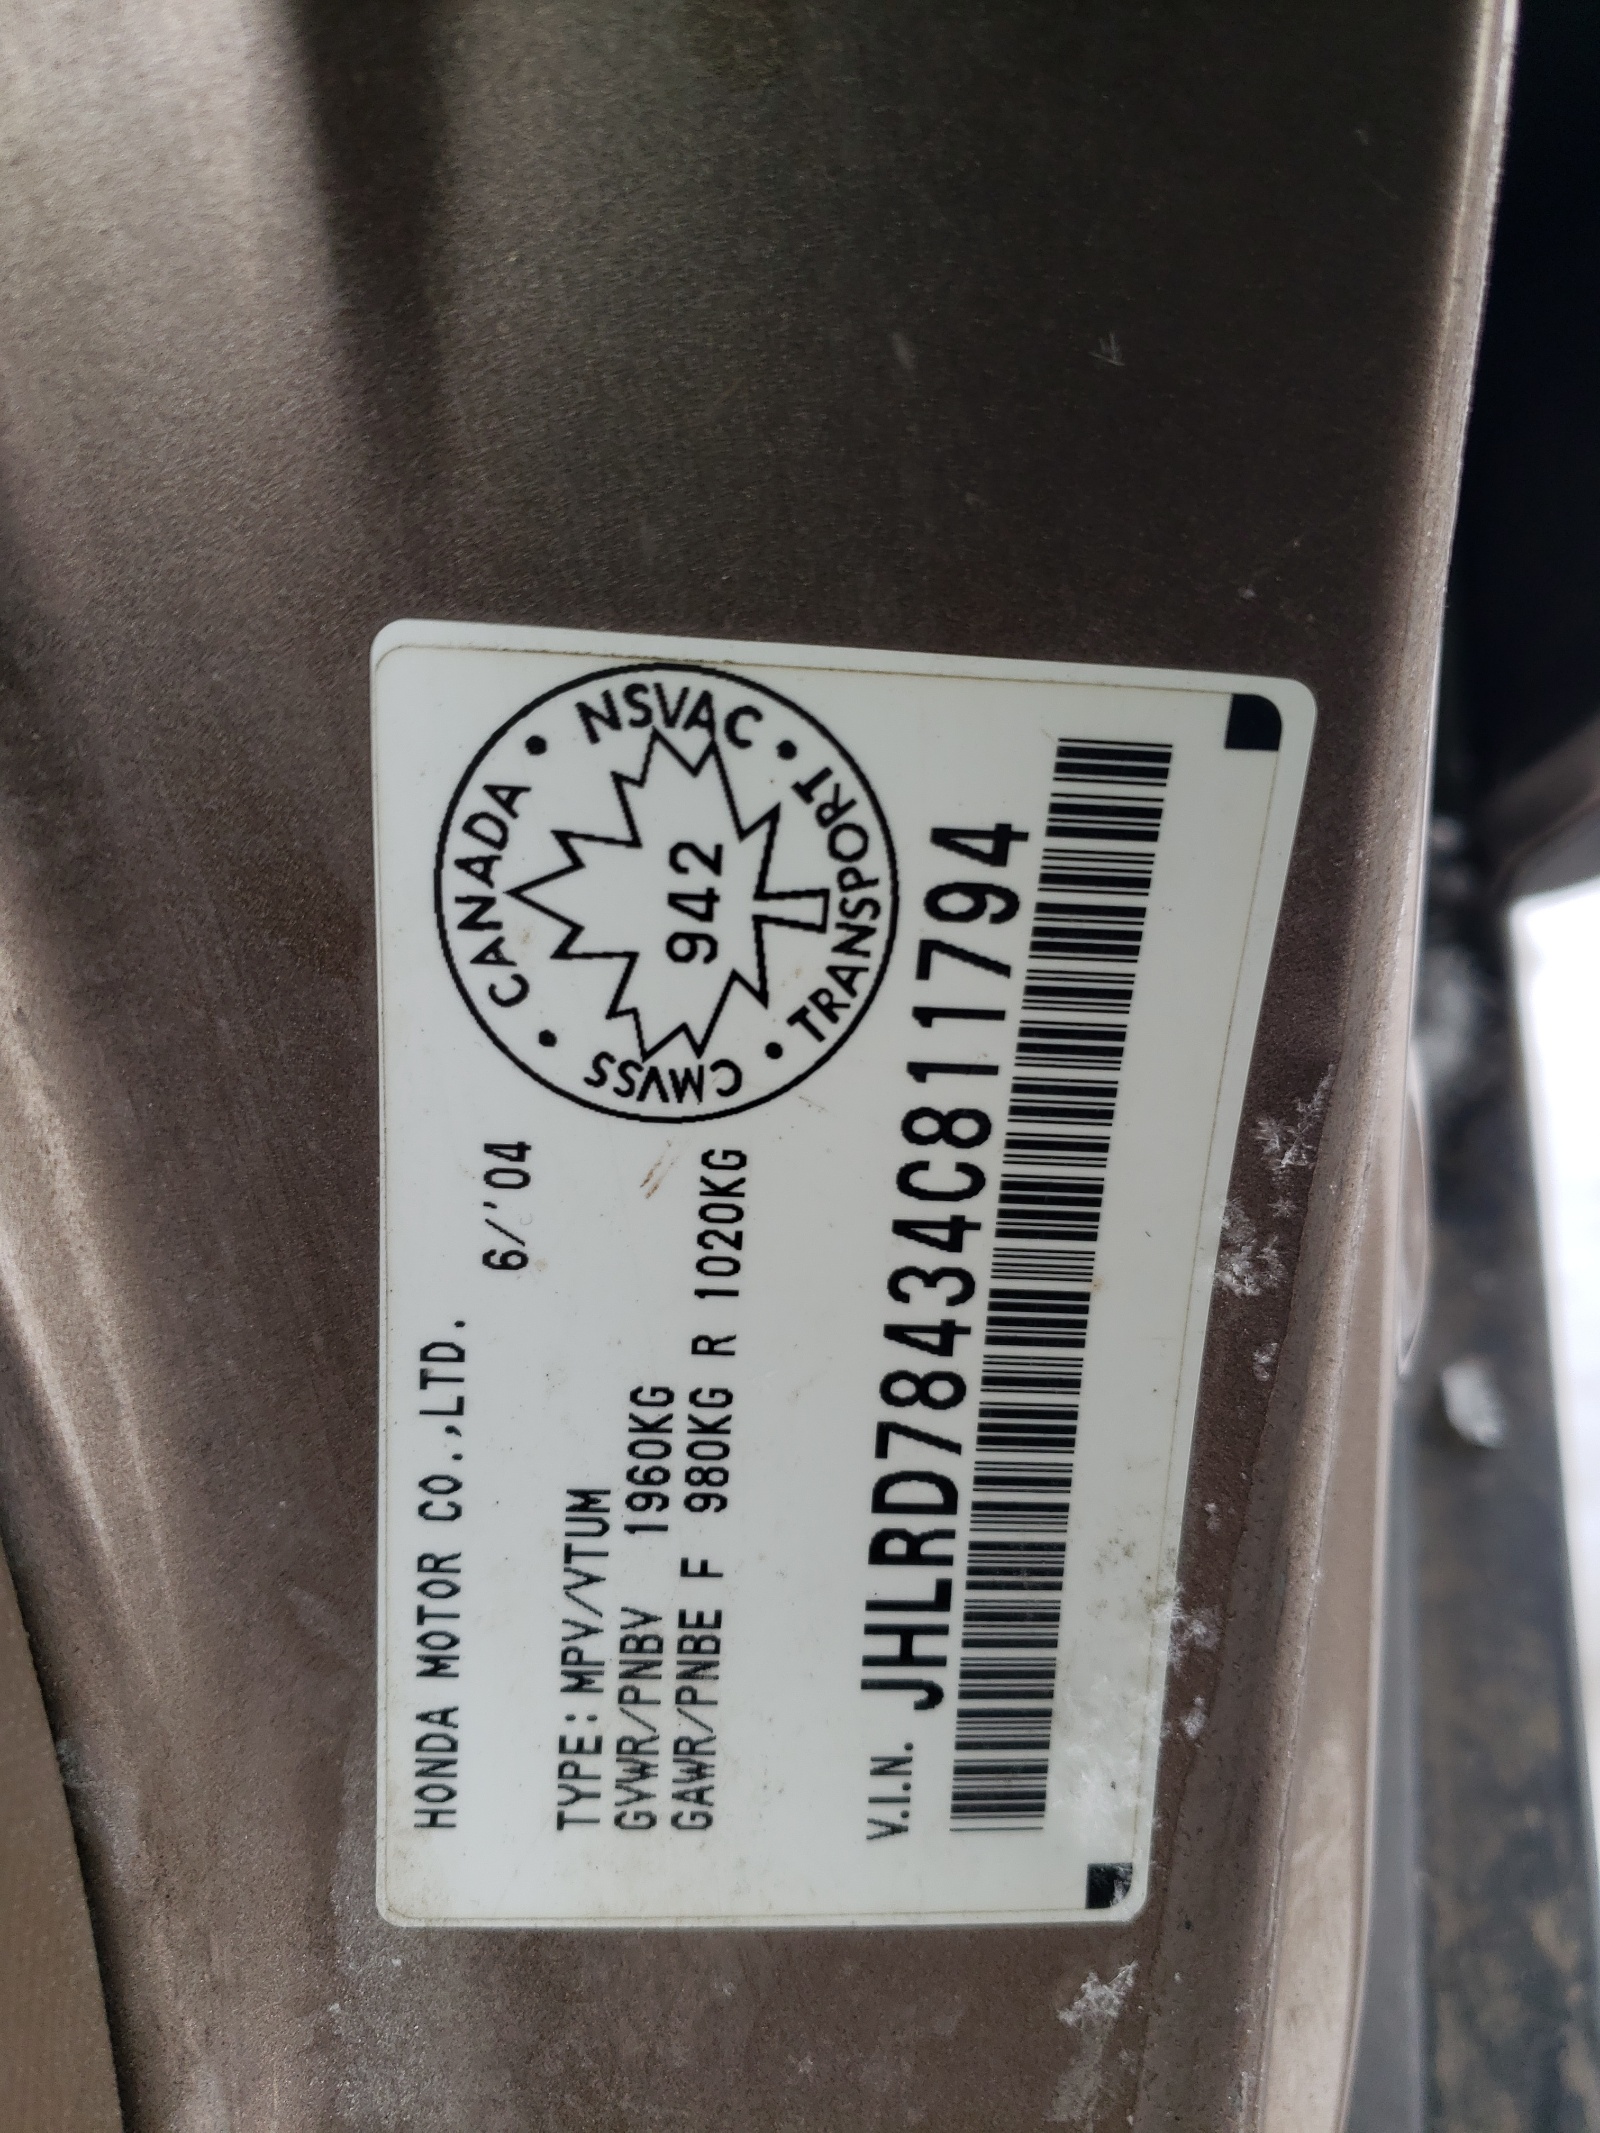 HONDA MOTOR CO.,LTD.
6/'04
TYPE: MPV/VTUM
GVWR/PNBV 1960KG
GAWR/PNBE F 980KG R 1020KG
CANADA • NSVAC • TRANSPORT • CMVSS •
942
V.I.N. JHLRD78434C811794